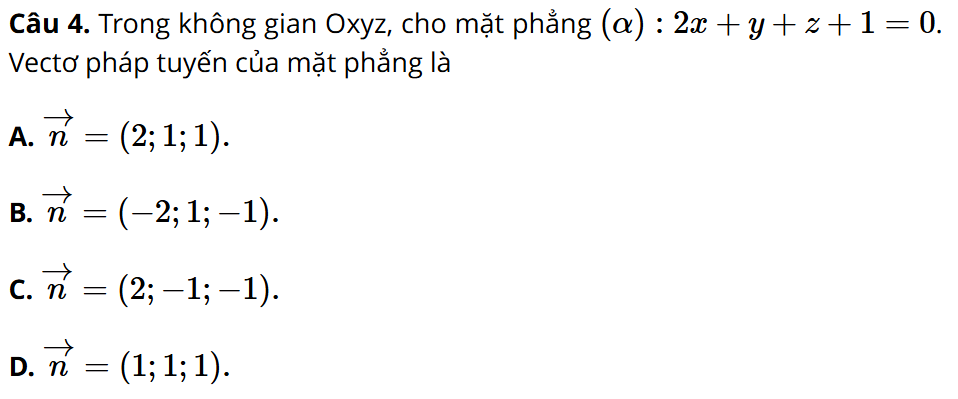 Câu 4. Trong không gian Oxyz, cho mặt phẳng (α) : 2x + y + z + 1 = 0.
Vectơ pháp tuyến của mặt phẳng là
A. \overrightarrow{n} = (2; 1; 1).
B. \overrightarrow{n} = (−2; 1; −1).
C. \overrightarrow{n} = (2; −1; −1).
D. \overrightarrow{n} = (1; 1; 1).